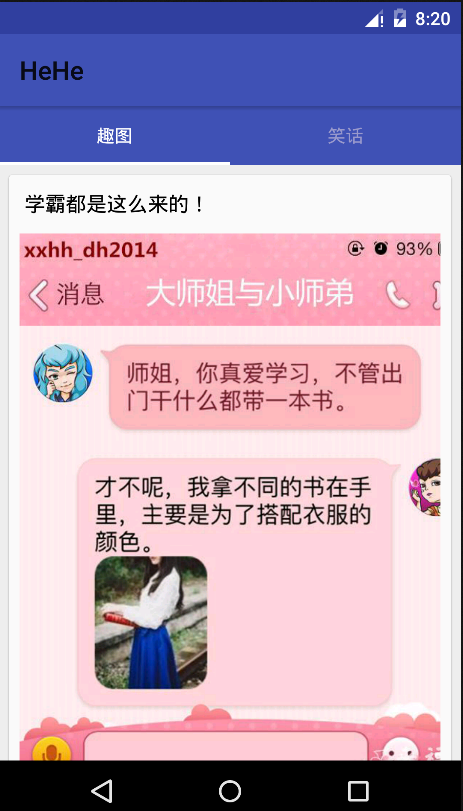 8:20
HeHe
趣图 笑话
学霸都是这么来的！
xxhh_dh2014 93%
消息 大师姐与小师弟
师姐，你真爱学习，不管出
门干什么都带一本书。
才不呢，我拿不同的书在手
里，主要是为了搭配衣服的
颜色。